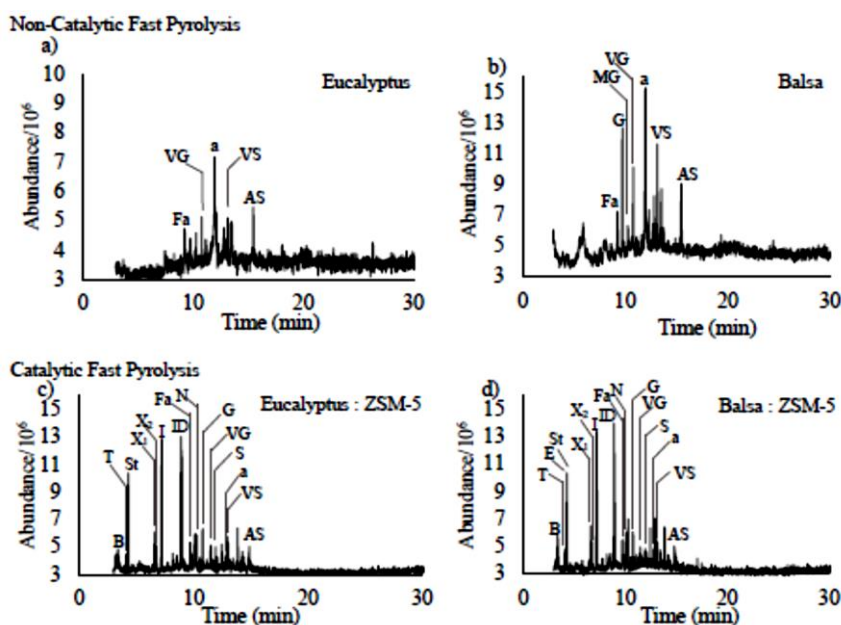 Non-Catalytic Fast Pyrolysis
a)
Eucalyptus
Abundance/10⁶
10
9
8
7
6
5
4
3
VG
a
VS
Fa
AS
0 10 20 30
Time (min)
b)
Balsa
Abundance/10⁶
15
13
11
9
7
5
3
VG
MG
a
G
VS
Fa
AS
0 10 20 30
Time (min)
Catalytic Fast Pyrolysis
c)
Eucalyptus : ZSM-5
Abundance/10⁶
15
13
11
9
7
5
3
Fa
N
G
X₂
X₁
I
ID
VG
S
T
St
a
VS
B
AS
0 10 20 30
Time (min)
d)
Balsa : ZSM-5
Abundance/10⁶
15
13
11
9
7
5
3
Fa
N
G
X₂
I
ID
VG
St
X₁
S
E
a
T
VS
B
AS
0 10 20 30
Time (min)